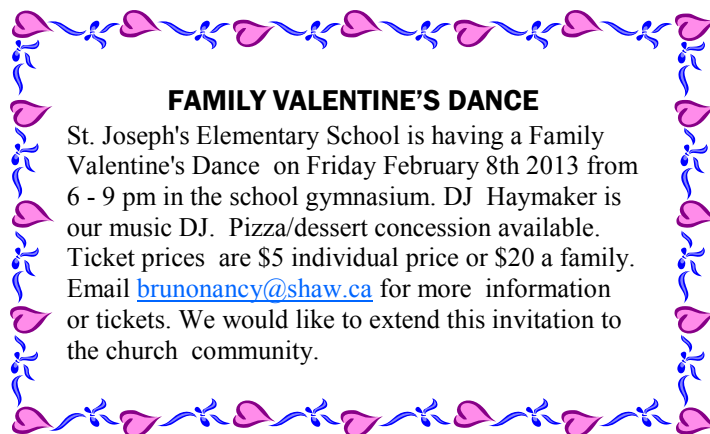 FAMILY VALENTINE'S DANCE
St. Joseph's Elementary School is having a Family
Valentine's Dance on Friday February 8th 2013 from
6 - 9 pm in the school gymnasium. DJ Haymaker is
our music DJ. Pizza/dessert concession available.
Ticket prices are $5 individual price or $20 a family.
Email brunonancy@shaw.ca for more information
or tickets. We would like to extend this invitation to
the church community.